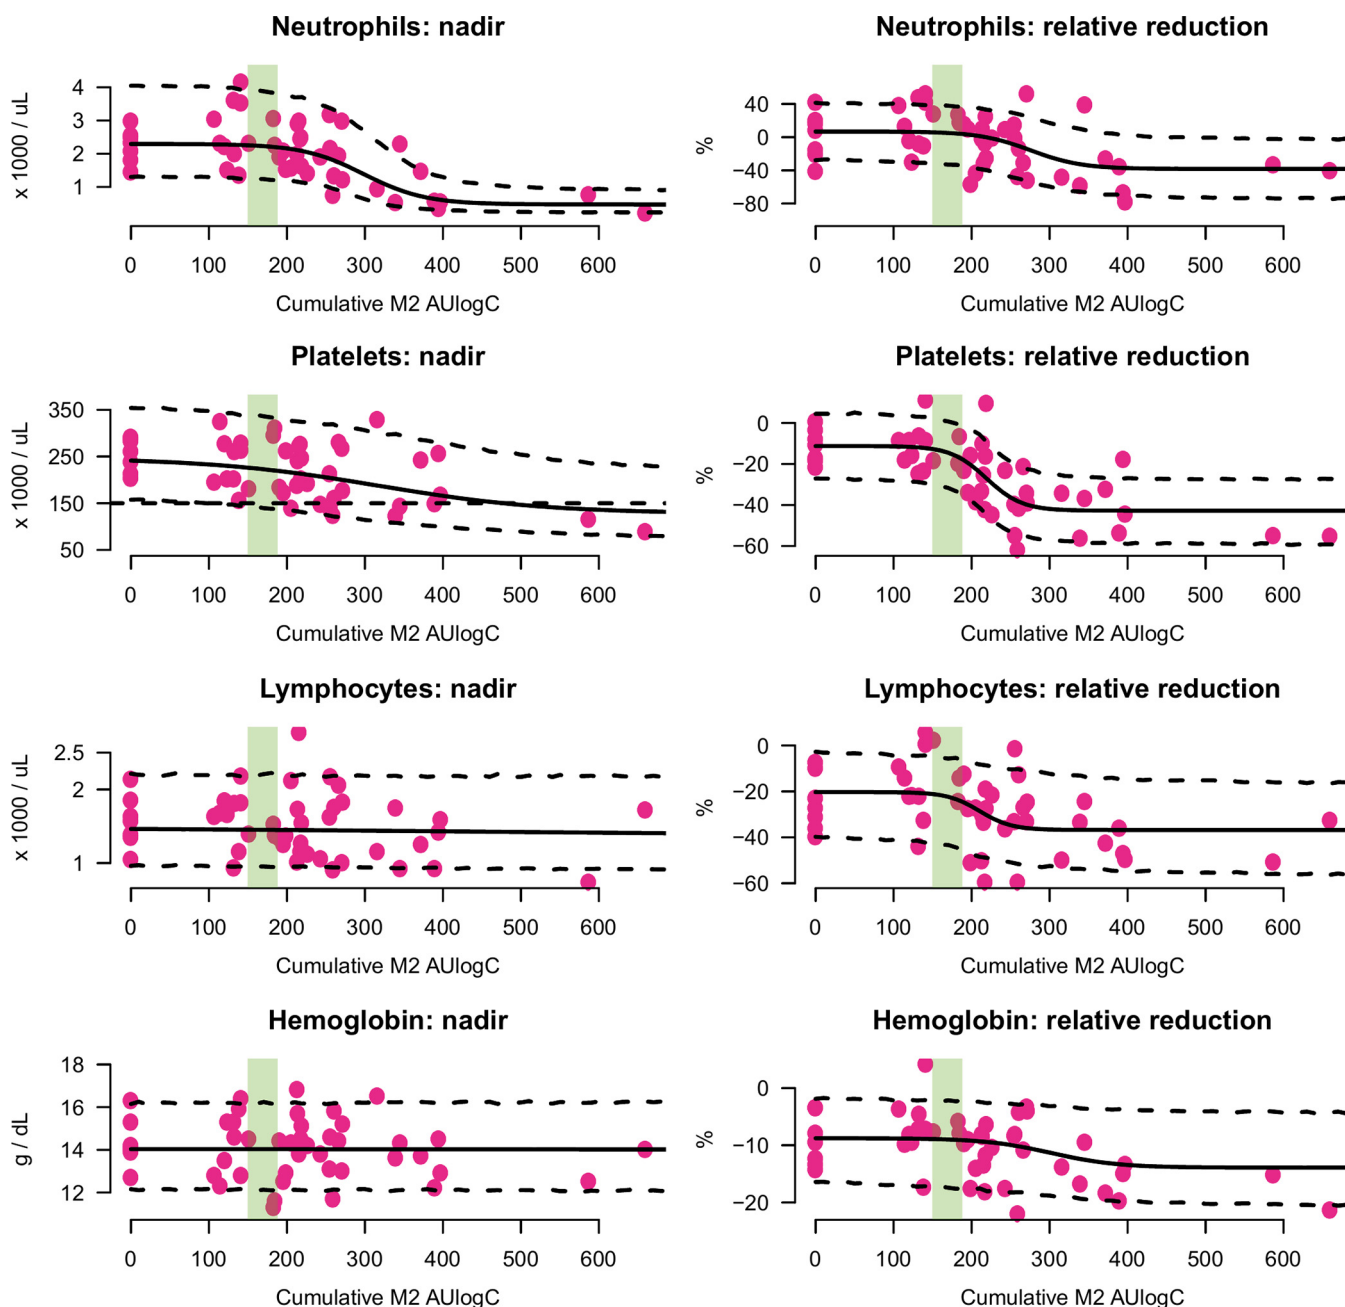 Neutrophils: nadir
x 1000 / uL
4
3
2
1
0 100 200 300 400 500 600
Cumulative M2 AUlogC
Neutrophils: relative reduction
%
40
0
−40
−80
0 100 200 300 400 500 600
Cumulative M2 AUlogC
Platelets: nadir
x 1000 / uL
350
250
150
50
0 100 200 300 400 500 600
Cumulative M2 AUlogC
Platelets: relative reduction
%
0
−20
−40
−60
0 100 200 300 400 500 600
Cumulative M2 AUlogC
Lymphocytes: nadir
x 1000 / uL
2.5
2
1
0 100 200 300 400 500 600
Cumulative M2 AUlogC
Lymphocytes: relative reduction
%
0
−20
−40
−60
0 100 200 300 400 500 600
Cumulative M2 AUlogC
Hemoglobin: nadir
g / dL
18
16
14
12
0 100 200 300 400 500 600
Cumulative M2 AUlogC
Hemoglobin: relative reduction
%
0
−10
−20
0 100 200 300 400 500 600
Cumulative M2 AUlogC